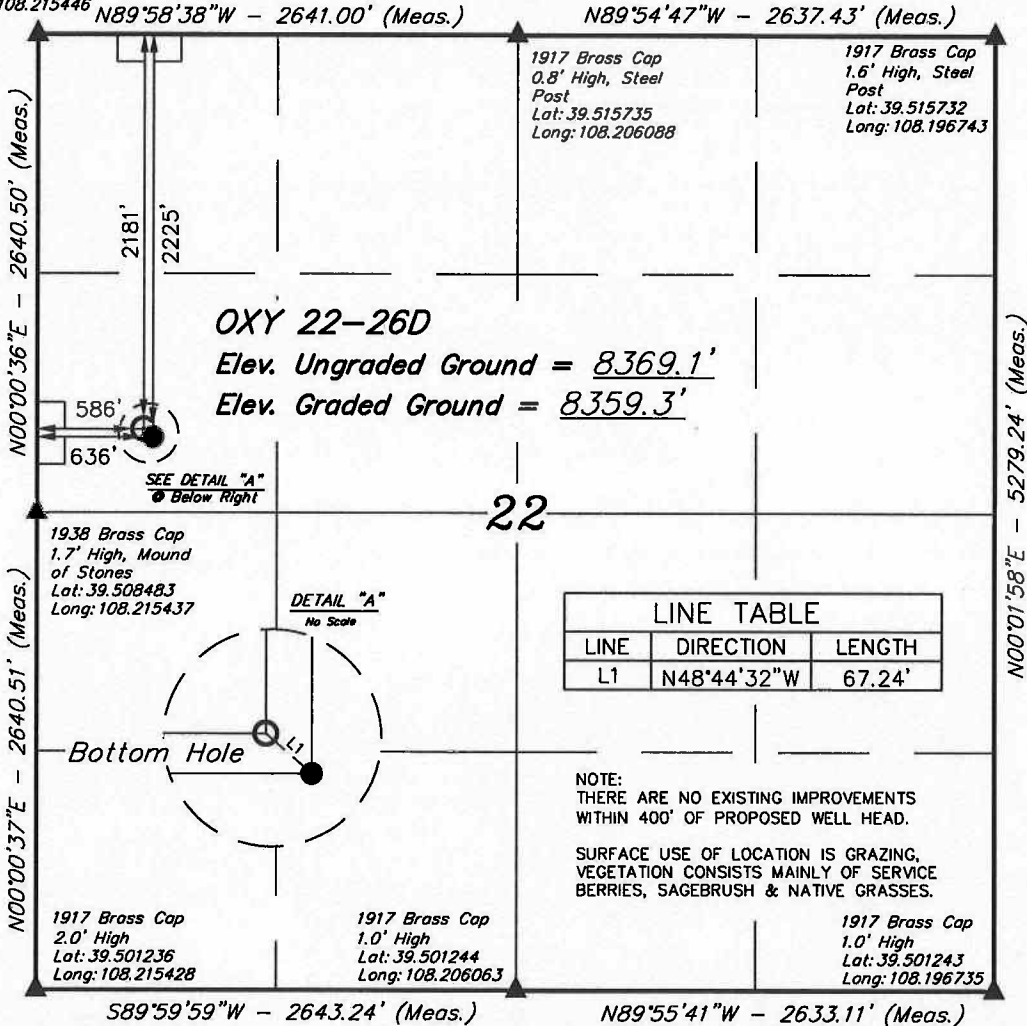 108.215446
N89°58'38"W - 2641.00' (Meas.)
N89°54'47"W - 2637.43' (Meas.)
1917 Brass Cap
0.8' High, Steel
Post
Lat: 39.515735
Long: 108.206088
1917 Brass Cap
1.6' High, Steel
Post
Lat: 39.515732
Long: 108.196743
N00°00'36"E - 2640.50' (Meas.)
2181'
2225'
OXY 22-26D
Elev. Ungraded Ground = 8369.1'
Elev. Graded Ground = 8359.3'
586'
636'
SEE DETAIL "A"
@ Below Right
22
N00°01'58"E - 5279.24' (Meas.)
1938 Brass Cap
1.7' High, Mound
of Stones
Lat: 39.508483
Long: 108.215437
N00°00'37"E - 2640.51' (Meas.)
DETAIL "A"
No Scale
L1
Bottom Hole
LINE TABLE
LINE DIRECTION LENGTH
L1 N48°44'32"W 67.24'
NOTE:
THERE ARE NO EXISTING IMPROVEMENTS
WITHIN 400' OF PROPOSED WELL HEAD.
SURFACE USE OF LOCATION IS GRAZING,
VEGETATION CONSISTS MAINLY OF SERVICE
BERRIES, SAGEBRUSH & NATIVE GRASSES.
1917 Brass Cap
2.0' High
Lat: 39.501236
Long: 108.215428
1917 Brass Cap
1.0' High
Lat: 39.501244
Long: 108.206063
1917 Brass Cap
1.0' High
Lat: 39.501243
Long: 108.196735
S89°59'59"W - 2643.24' (Meas.)
N89°55'41"W - 2633.11' (Meas.)